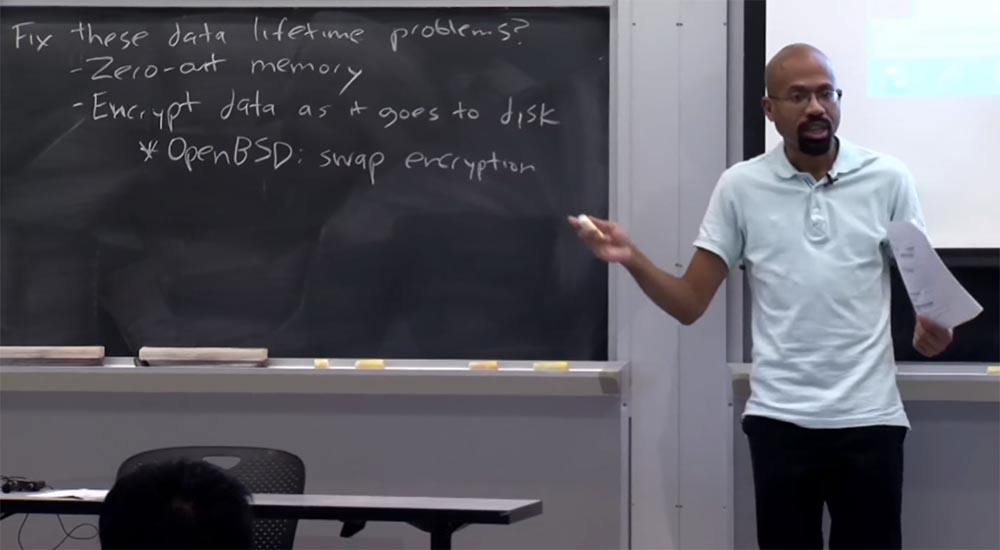 Fix these data lifetime problems?
-Zero-out memory
-Encrypt data as it goes to disk
* OpenBSD: swap encryption